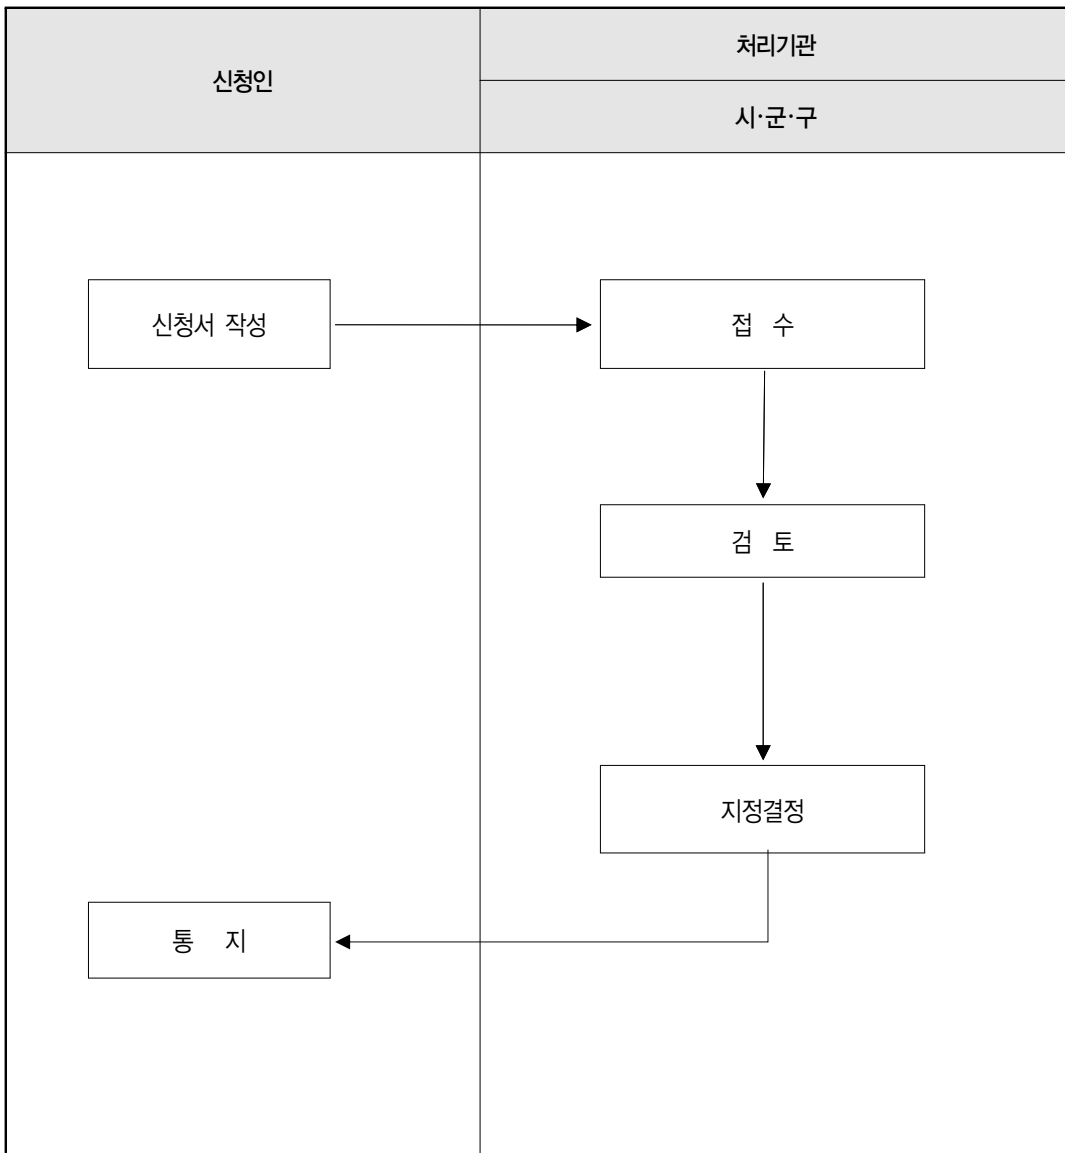 신청인
처리기관
시·군·구
신청서 작성
접 수
검 토
지정결정
통 지